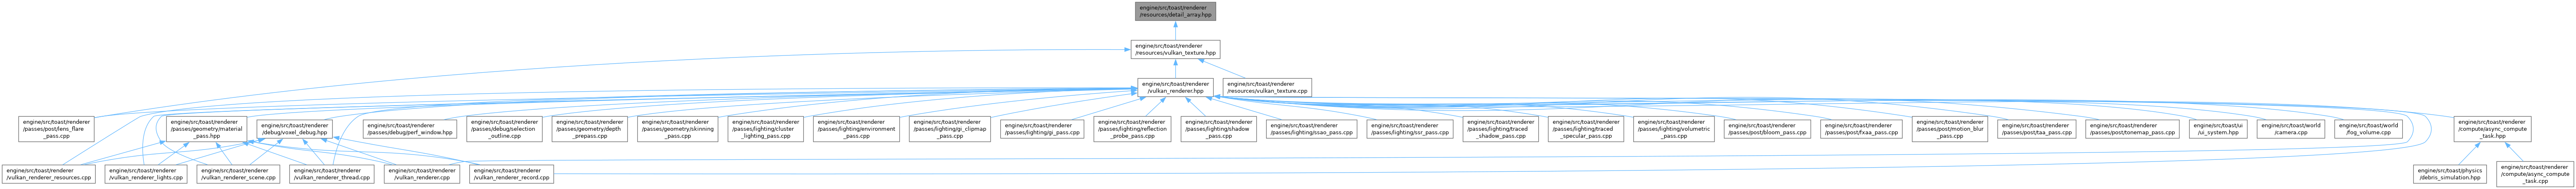 engine/src/toast/renderer
/resources/detail_array.hpp
engine/src/toast/renderer
/resources/vulkan_texture.hpp
engine/src/toast/renderer
/vulkan_renderer.hpp
engine/src/toast/renderer
/resources/vulkan_texture.cpp
engine/src/toast/renderer
/passes/post/lens_flare
_pass.cpp
engine/src/toast/renderer
/passes/geometry/material
_pass.hpp
engine/src/toast/renderer
/debug/voxel_debug.hpp
engine/src/toast/renderer
/passes/debug/perf_window.hpp
engine/src/toast/renderer
/passes/debug/selection
_outline.cpp
engine/src/toast/renderer
/passes/geometry/depth
_prepass.cpp
engine/src/toast/renderer
/passes/geometry/skinning
_pass.cpp
engine/src/toast/renderer
/passes/lighting/cluster
_lighting_pass.cpp
engine/src/toast/renderer
/passes/lighting/environment
_pass.cpp
engine/src/toast/renderer
/passes/lighting/gi_clipmap
_pass.cpp
engine/src/toast/renderer
/passes/lighting/gi_pass.cpp
engine/src/toast/renderer
/passes/lighting/reflection
_probe_pass.cpp
engine/src/toast/renderer
/passes/lighting/shadow
_pass.cpp
engine/src/toast/renderer
/passes/lighting/ssao_pass.cpp
engine/src/toast/renderer
/passes/lighting/ssr_pass.cpp
engine/src/toast/renderer
/passes/lighting/traced
_shadow_pass.cpp
engine/src/toast/renderer
/passes/lighting/traced
_specular_pass.cpp
engine/src/toast/renderer
/passes/lighting/volumetric
_pass.cpp
engine/src/toast/renderer
/passes/post/bloom_pass.cpp
engine/src/toast/renderer
/passes/post/fxaa_pass.cpp
engine/src/toast/renderer
/passes/post/motion_blur
_pass.cpp
engine/src/toast/renderer
/passes/post/taa_pass.cpp
engine/src/toast/renderer
/passes/post/tonemap_pass.cpp
engine/src/toast/ui
/ui_system.hpp
engine/src/toast/world
/camera.cpp
engine/src/toast/world
/fog_volume.cpp
engine/src/toast/renderer
/compute/async_compute
_task.hpp
engine/src/toast/renderer
/vulkan_renderer_resources.cpp
engine/src/toast/renderer
/vulkan_renderer_lights.cpp
engine/src/toast/renderer
/vulkan_renderer_scene.cpp
engine/src/toast/renderer
/vulkan_renderer_thread.cpp
engine/src/toast/renderer
/vulkan_renderer.cpp
engine/src/toast/renderer
/vulkan_renderer_record.cpp
engine/src/toast/physics
/debris_simulation.hpp
engine/src/toast/renderer
/compute/async_compute
_task.cpp